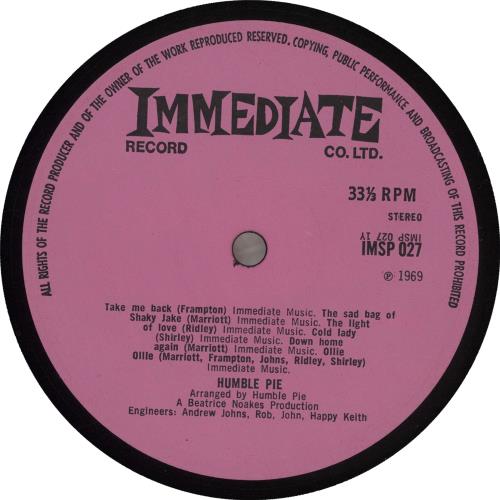 ALL RIGHTS OF THE RECORD PRODUCER AND OF THE OWNER OF THE WORK REPRODUCED RESERVED. COPYING, PUBLIC PERFORMANCE AND BROADCASTING OF THIS RECORD PROHIBITED
IMMEDIATE
RECORD CO. LTD.
33⅓ RPM
STEREO
IMSP 027 1Y
IMSP 027
℗ 1969
Take me back (Frampton) Immediate Music. The sad bag of
Shaky Jake (Marriott) Immediate Music. The light
of love (Ridley) Immediate Music. Cold lady
(Shirley) Immediate Music. Down home
again (Marriott) Immediate Music. Ollie
Ollie (Marriott, Frampton, Johns, Ridley, Shirley)
Immediate Music.
HUMBLE PIE
Arranged by Humble Pie
A Beatrice Noakes Production
Engineers: Andrew Johns, Rob, John, Happy Keith